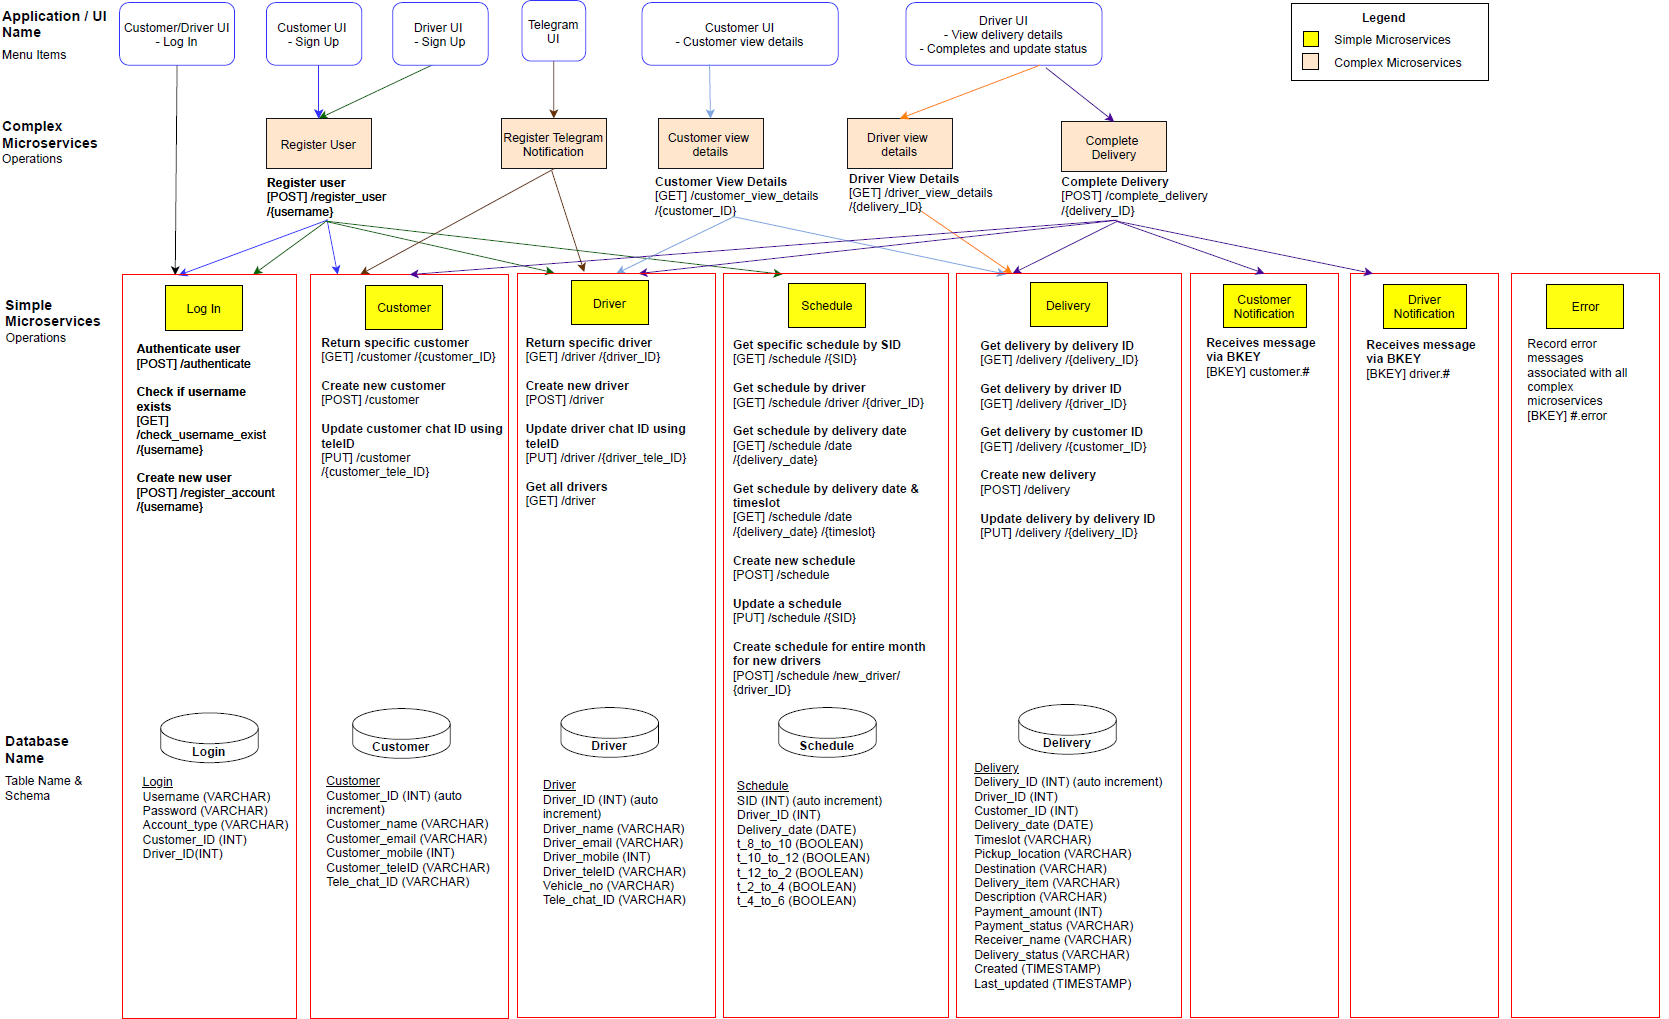 Application / UI
Name
Menu Items
Customer/Driver UI
- Log In
Customer UI
- Sign Up
Driver UI
- Sign Up
Telegram
UI
Customer UI
- Customer view details
Driver UI
- View delivery details
- Completes and update status
Legend
Simple Microservices
Complex Microservices
Complex
Microservices
Operations
Register User
Register user
[POST] /register_user
/{username}
Register Telegram
Notification
Customer view
details
Customer View Details
[GET] /customer_view_details
/{customer_ID}
Driver view
details
Driver View Details
[GET] /driver_view_details
/{delivery_ID}
Complete
Delivery
Complete Delivery
[POST] /complete_delivery
/{delivery_ID}
Simple
Microservices
Operations
Log In
Authenticate user
[POST] /authenticate
Check if username
exists
[GET]
/check_username_exist
/{username}
Create new user
[POST] /register_account
/{username}
Customer
Return specific customer
[GET] /customer /{customer_ID}
Create new customer
[POST] /customer
Update customer chat ID using
teleID
[PUT] /customer
/{customer_tele_ID}
Driver
Return specific driver
[GET] /driver /{driver_ID}
Create new driver
[POST] /driver
Update driver chat ID using
teleID
[PUT] /driver /{driver_tele_ID}
Get all drivers
[GET] /driver
Schedule
Get specific schedule by SID
[GET] /schedule /{SID}
Get schedule by driver
[GET] /schedule /driver /{driver_ID}
Get schedule by delivery date
[GET] /schedule /date
/{delivery_date}
Get schedule by delivery date &
timeslot
[GET] /schedule /date
/{delivery_date} /{timeslot}
Create new schedule
[POST] /schedule
Update a schedule
[PUT] /schedule /{SID}
Create schedule for entire month
for new drivers
[POST] /schedule /new_driver/
{driver_ID}
Delivery
Get delivery by delivery ID
[GET] /delivery /{delivery_ID}
Get delivery by driver ID
[GET] /delivery /{driver_ID}
Get delivery by customer ID
[GET] /delivery /{customer_ID}
Create new delivery
[POST] /delivery
Update delivery by delivery ID
[PUT] /delivery /{delivery_ID}
Customer
Notification
Receives message
via BKEY
[BKEY] customer.#
Driver
Notification
Receives message
via BKEY
[BKEY] driver.#
Error
Record error
messages
associated with all
complex
microservices
[BKEY] #.error
Database
Name
Table Name &
Schema
Login
Login
Username (VARCHAR)
Password (VARCHAR)
Account_type (VARCHAR)
Customer_ID (INT)
Driver_ID(INT)
Customer
Customer
Customer_ID (INT) (auto
increment)
Customer_name (VARCHAR)
Customer_email (VARCHAR)
Customer_mobile (INT)
Customer_teleID (VARCHAR)
Tele_chat_ID (VARCHAR)
Driver
Driver
Driver_ID (INT) (auto
increment)
Driver_name (VARCHAR)
Driver_email (VARCHAR)
Driver_mobile (INT)
Driver_teleID (VARCHAR)
Vehicle_no (VARCHAR)
Tele_chat_ID (VARCHAR)
Schedule
Schedule
SID (INT) (auto increment)
Driver_ID (INT)
Delivery_date (DATE)
t_8_to_10 (BOOLEAN)
t_10_to_12 (BOOLEAN)
t_12_to_2 (BOOLEAN)
t_2_to_4 (BOOLEAN)
t_4_to_6 (BOOLEAN)
Delivery
Delivery
Delivery_ID (INT) (auto increment)
Driver_ID (INT)
Customer_ID (INT)
Delivery_date (DATE)
Timeslot (VARCHAR)
Pickup_location (VARCHAR)
Destination (VARCHAR)
Delivery_item (VARCHAR)
Description (VARCHAR)
Payment_amount (INT)
Payment_status (VARCHAR)
Receiver_name (VARCHAR)
Delivery_status (VARCHAR)
Created (TIMESTAMP)
Last_updated (TIMESTAMP)